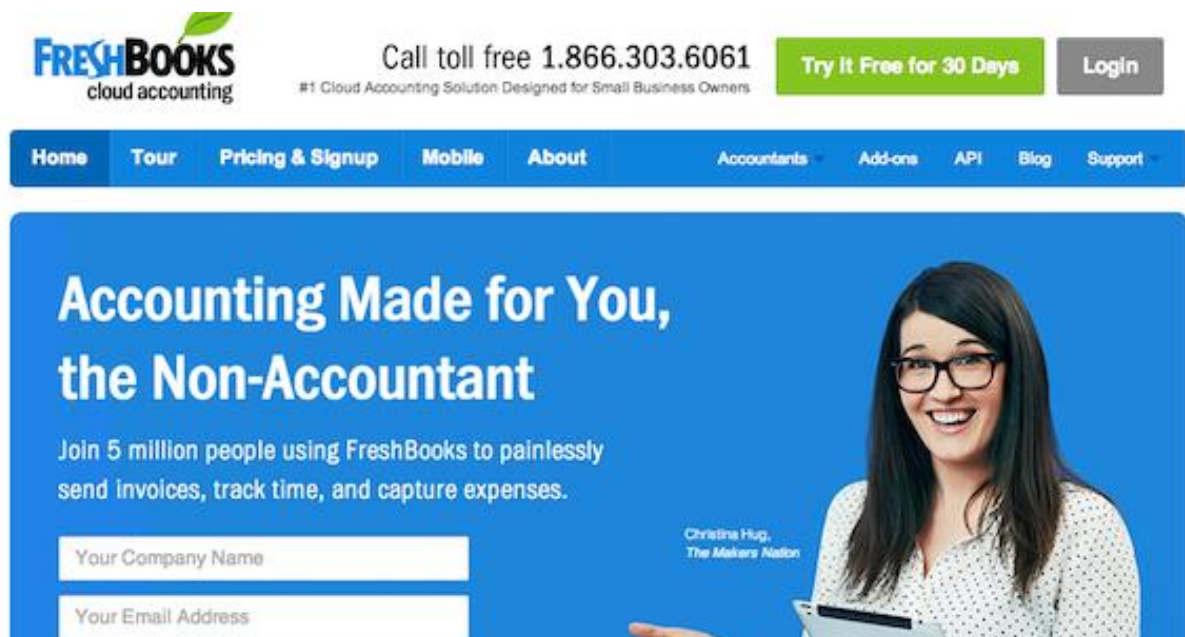 FRESHBOOKS
cloud accounting
Call toll free 1.866.303.6061
#1 Cloud Accounting Solution Designed for Small Business Owners
Try It Free for 30 Days
Login
Home Tour Pricing & Signup Mobile About Accountants Add-ons API Blog Support
Accounting Made for You,
the Non-Accountant
Join 5 million people using FreshBooks to painlessly
send invoices, track time, and capture expenses.
Your Company Name
Your Email Address
Christina Hug,
The Makers Nation